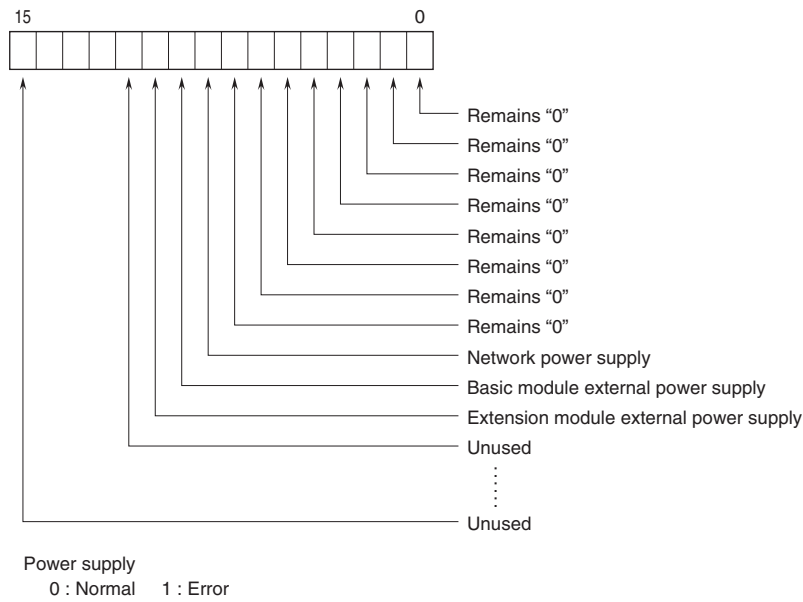 15 0
Remains “0”
Remains “0”
Remains “0”
Remains “0”
Remains “0”
Remains “0”
Remains “0”
Remains “0”
Network power supply
Basic module external power supply
Extension module external power supply
Unused
Unused
Power supply
0 : Normal 1 : Error